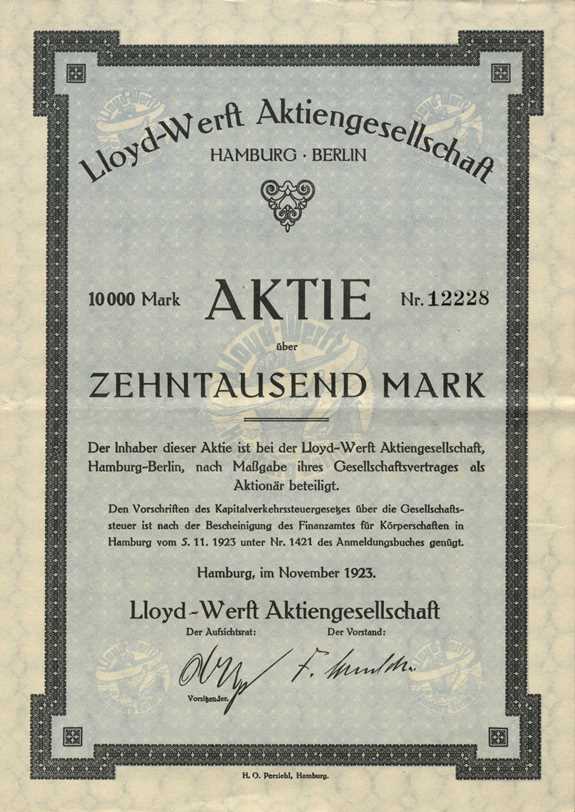 Lloyd-Werft Aktiengesellschaft
HAMBURG · BERLIN
10000 Mark AKTIE Nr. 12228
über
ZEHNTAUSEND MARK
Der Inhaber dieser Aktie ist bei der Lloyd-Werft Aktiengesellschaft,
Hamburg-Berlin, nach Maßgabe ihres Gesellschaftsvertrages als
Aktionär beteiligt.
Den Vorschriften des Kapitalverkehrssteuergesetzes über die Gesellschafts-
steuer ist nach der Bescheinigung des Finanzamtes für Körperschaften in
Hamburg vom 5. 11. 1923 unter Nr. 1421 des Anmeldungsbuches genügt.
Hamburg, im November 1923.
Lloyd-Werft Aktiengesellschaft
Der Aufsichtsrat: Der Vorstand:
Vorsitzender.
H. O. Persiehl, Hamburg.